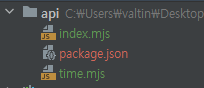 api C:₩Users₩valtin₩Desktop
index.mjs
package.json
time.mjs